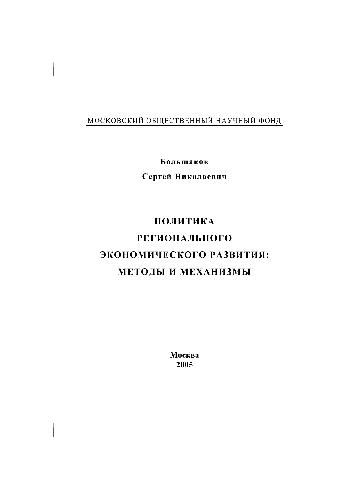 МОСКОВСКИЙ ОБЩЕСТВЕННЫЙ НАУЧНЫЙ ФОНД
Большаков
Сергей Николаевич
ПОЛИТИКА
РЕГИОНАЛЬНОГО
ЭКОНОМИЧЕСКОГО РАЗВИТИЯ:
МЕТОДЫ И МЕХАНИЗМЫ
Москва
2005